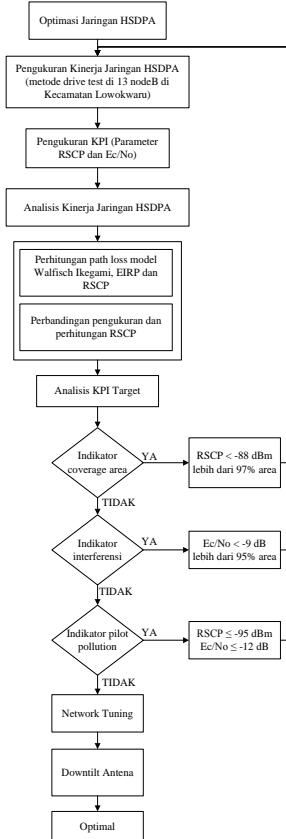 Optimasi Jaringan HSDPA
Pengukuran Kinerja Jaringan HSDPA
(metode drive test di 13 nodeB di
Kecamatan Lowokwaru)
Pengukuran KPI (Parameter
RSCP dan Ec/No)
Analisis Kinerja Jaringan HSDPA
Perhitungan path loss model
Walfisch Ikegami, EIRP dan
RSCP
Perbandingan pengukuran dan
perhitungan RSCP
Analisis KPI Target
Indikator
coverage area
YA
RSCP < -88 dBm
lebih dari 97% area
TIDAK
Indikator
interferensi
YA
Ec/No < -9 dB
lebih dari 95% area
TIDAK
Indikator pilot
pollution
YA
RSCP ≤ -95 dBm
Ec/No ≤ -12 dB
TIDAK
Network Tuning
Downtilt Antena
Optimal